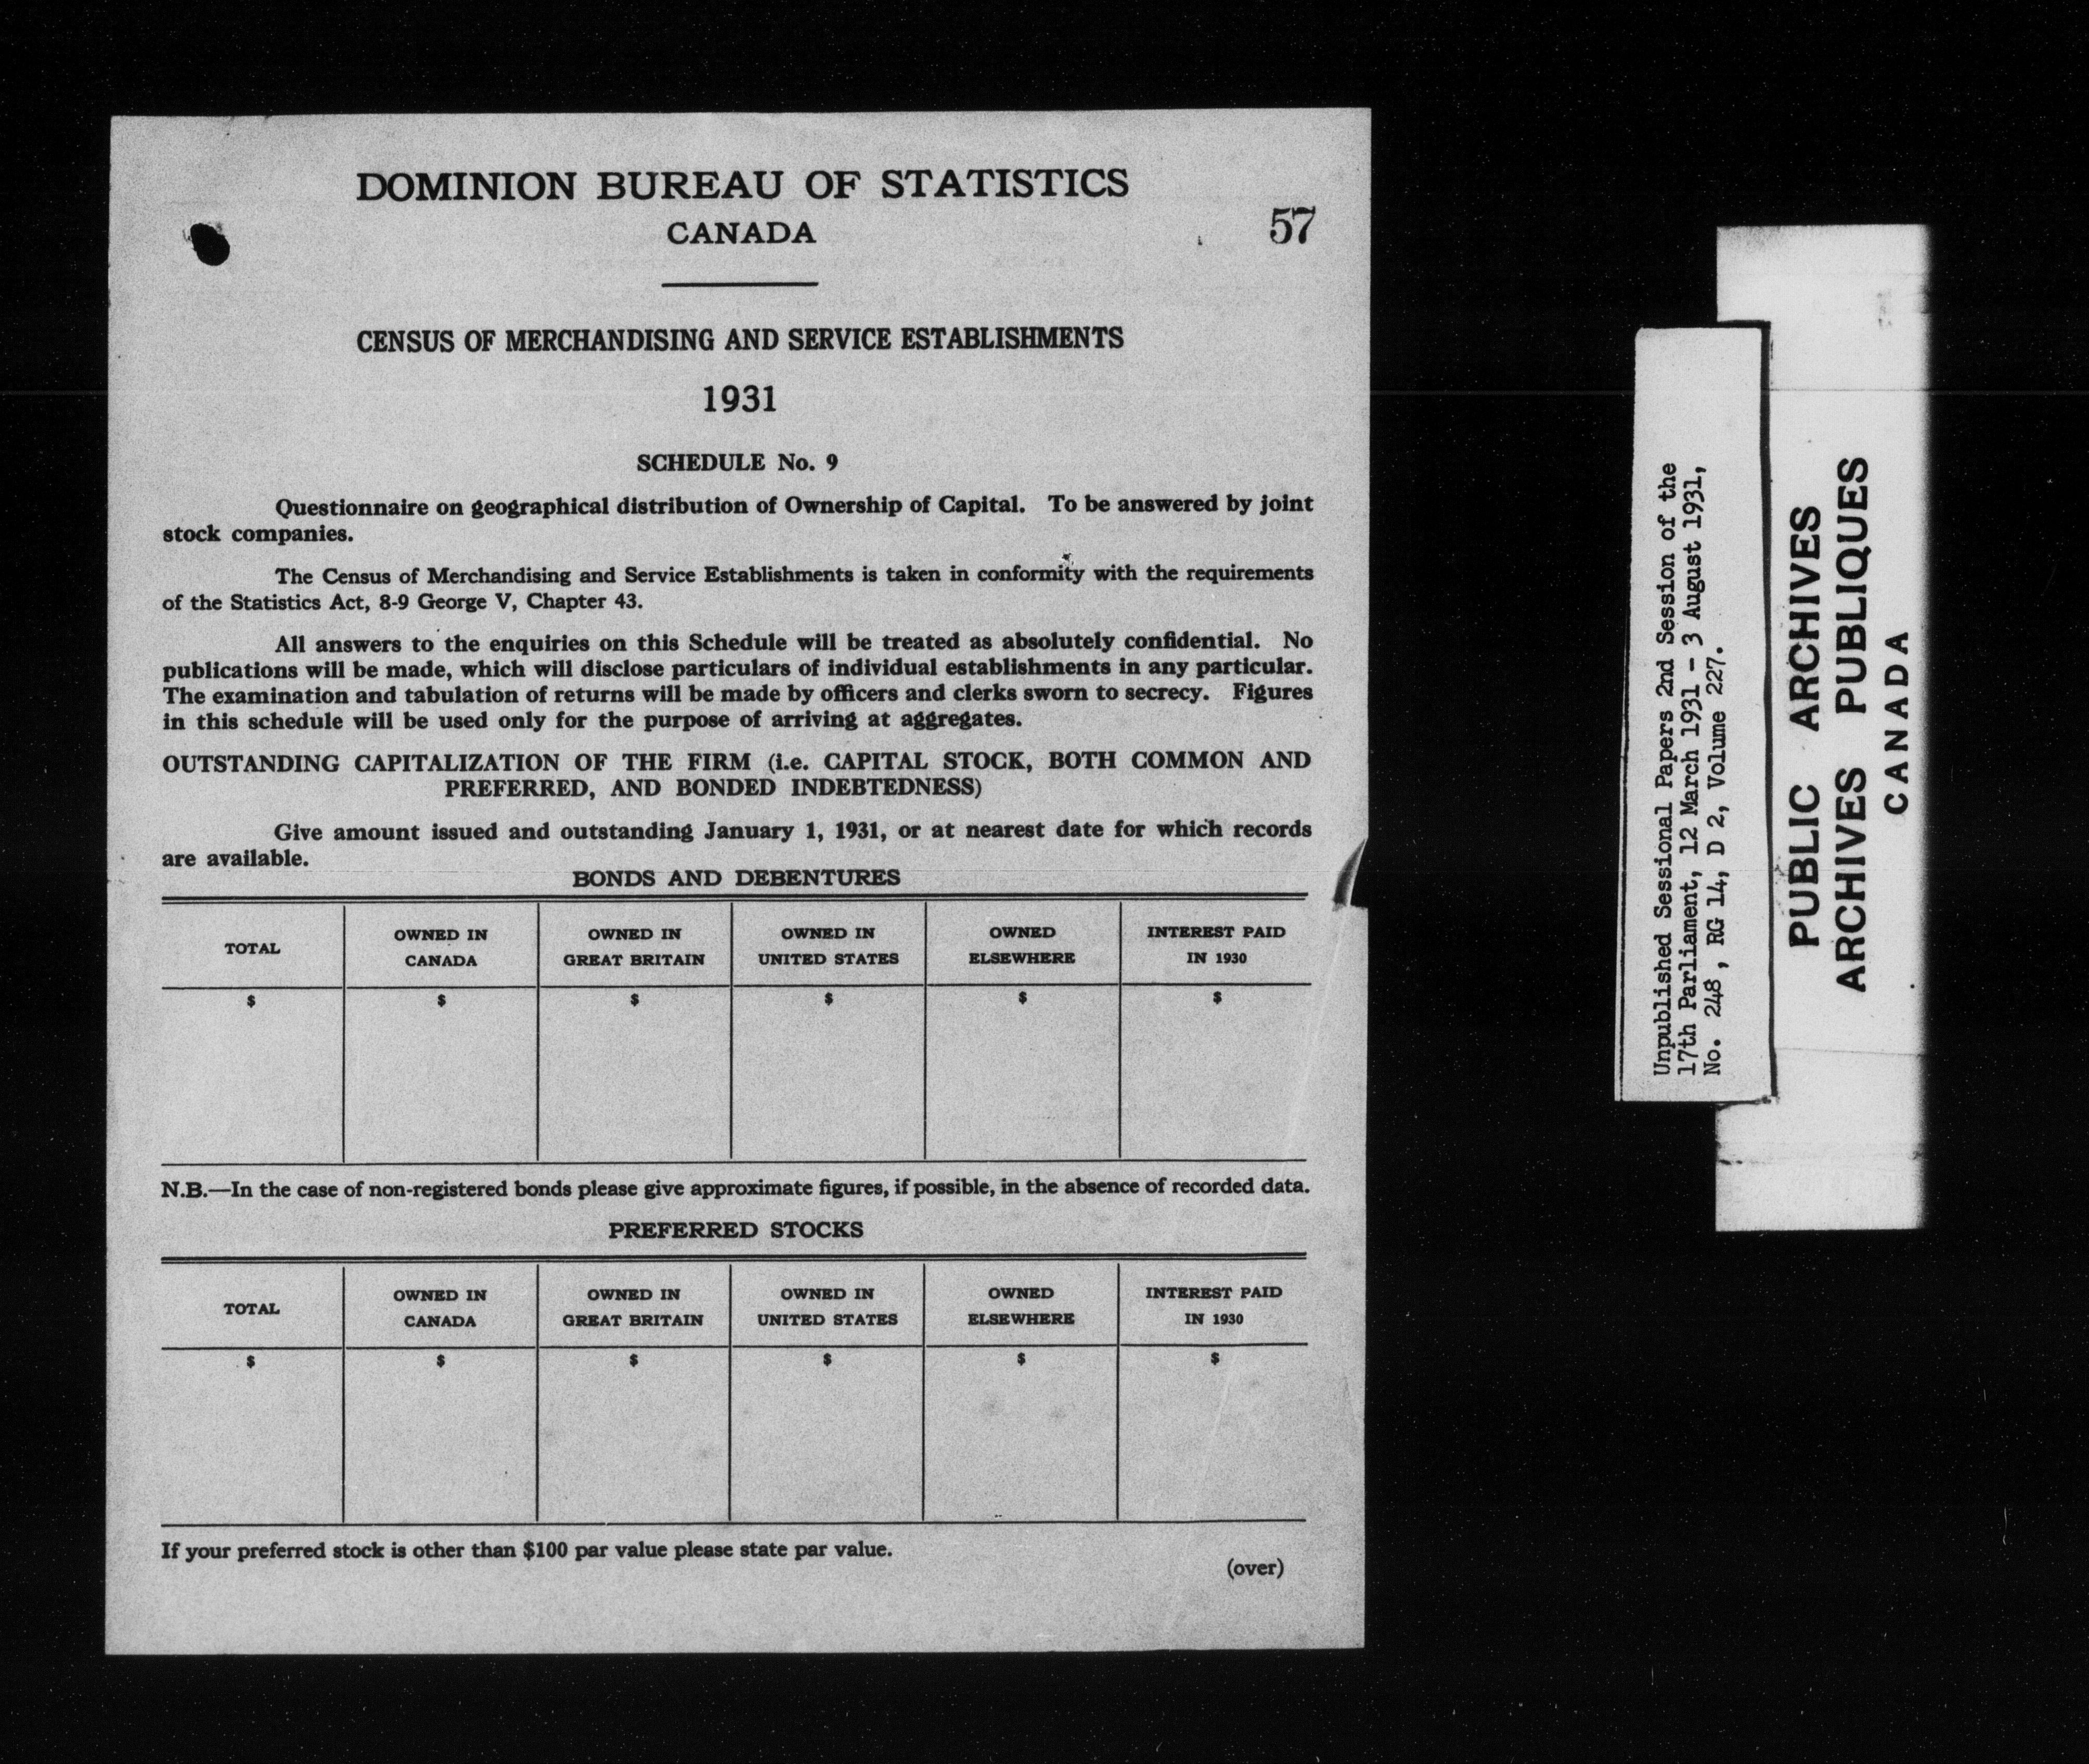 DOMINION BUREAU OF STATISTICS
CANADA
57
CENSUS OF MERCHANDISING AND SERVICE ESTABLISHMENTS
1931
SCHEDULE No. 9
Questionnaire on geographical distribution of Ownership of Capital. To be answered by joint
stock companies.
The Census of Merchandising and Service Establishments is taken in conformity with the requirements
of the Statistics Act, 8-9 George V, Chapter 43.
All answers to the enquiries on this Schedule will be treated as absolutely confidential. No
publications will be made, which will disclose particulars of individual establishments in any particular.
The examination and tabulation of returns will be made by officers and clerks sworn to secrecy. Figures
in this schedule will be used only for the purpose of arriving at aggregates.
OUTSTANDING CAPITALIZATION OF THE FIRM (i.e. CAPITAL STOCK, BOTH COMMON AND
PREFERRED, AND BONDED INDEBTEDNESS)
Give amount issued and outstanding January 1, 1931, or at nearest date for which records
are available.
BONDS AND DEBENTURES
TOTAL
OWNED IN
CANADA
OWNED IN
GREAT BRITAIN
OWNED IN
UNITED STATES
OWNED
ELSEWHERE
INTEREST PAID
IN 1930
$ $ $ $ $ $
N.B.—In the case of non-registered bonds please give approximate figures, if possible, in the absence of recorded data.
PREFERRED STOCKS
TOTAL
OWNED IN
CANADA
OWNED IN
GREAT BRITAIN
OWNED IN
UNITED STATES
OWNED
ELSEWHERE
INTEREST PAID
IN 1930
$ $ $ $ $ $
If your preferred stock is other than $100 par value please state par value.
(over)
Unpublished Sessional Papers 2nd Session of the
17th Parliament, 12 March 1931 - 3 August 1931,
No. 248, RG 14, D 2, Volume 227.
PUBLIC ARCHIVES
ARCHIVES PUBLIQUES
CANADA